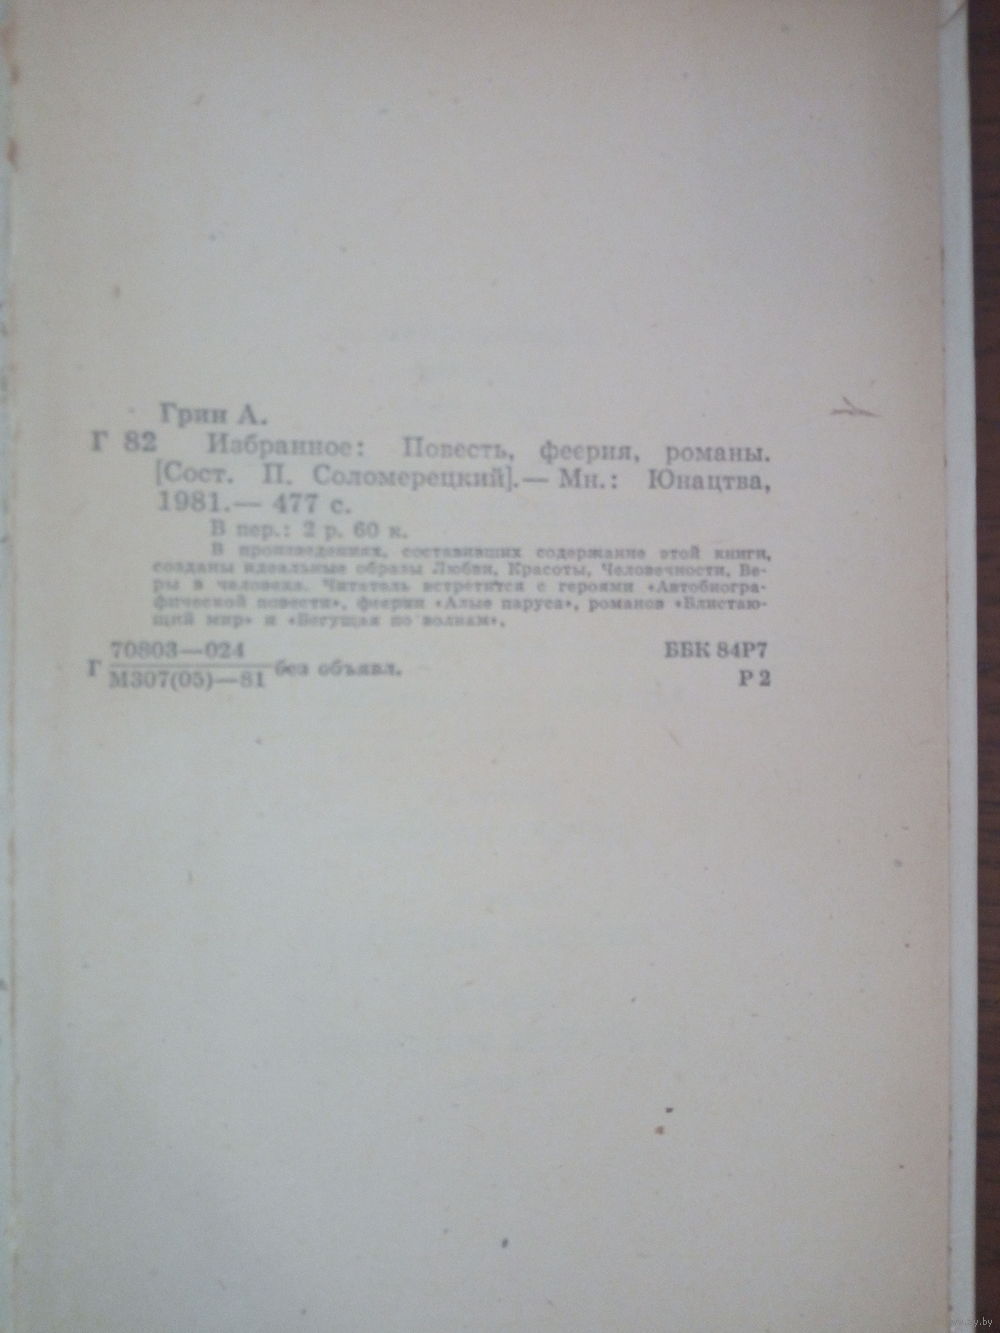 Грин А.
Г 82 Избранное: Повесть, феерия, романы.
[Сост. П. Соломерецкий].— Мн.: Юнацтва,
1981.— 477 с.
В пер.: 2 р. 60 к.
В произведениях, составивших содержание этой книги,
созданы идеальные образы Любви, Красоты, Человечности, Ве-
ры в человека. Читатель встретится с героями «Автобиогра-
фической повести», феерии «Алые паруса», романов «Блистаю-
щий мир» и «Бегущая по волнам».
70803—024
Г без объявл.
М307(05)—81
ББК 84Р7
Р 2